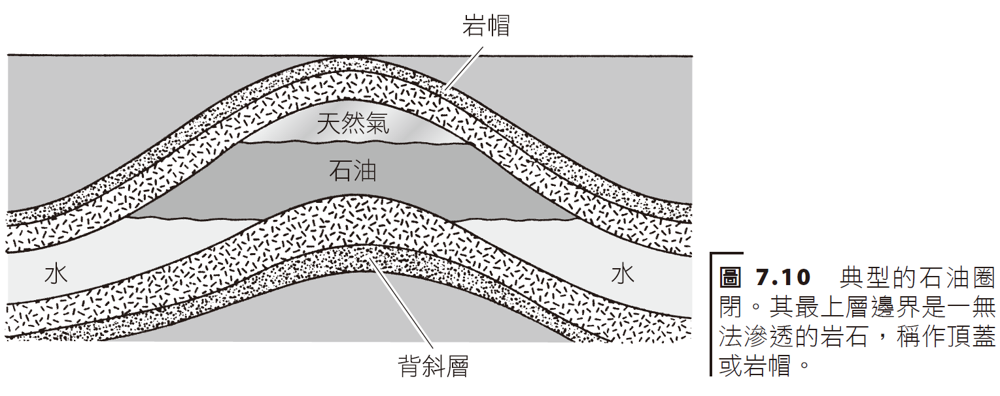 岩帽
天然氣
石油
水
水
背斜層
圖 7.10 典型的石油圈
閉。其最上層邊界是一無
法滲透的岩石，稱作頂蓋
或岩帽。